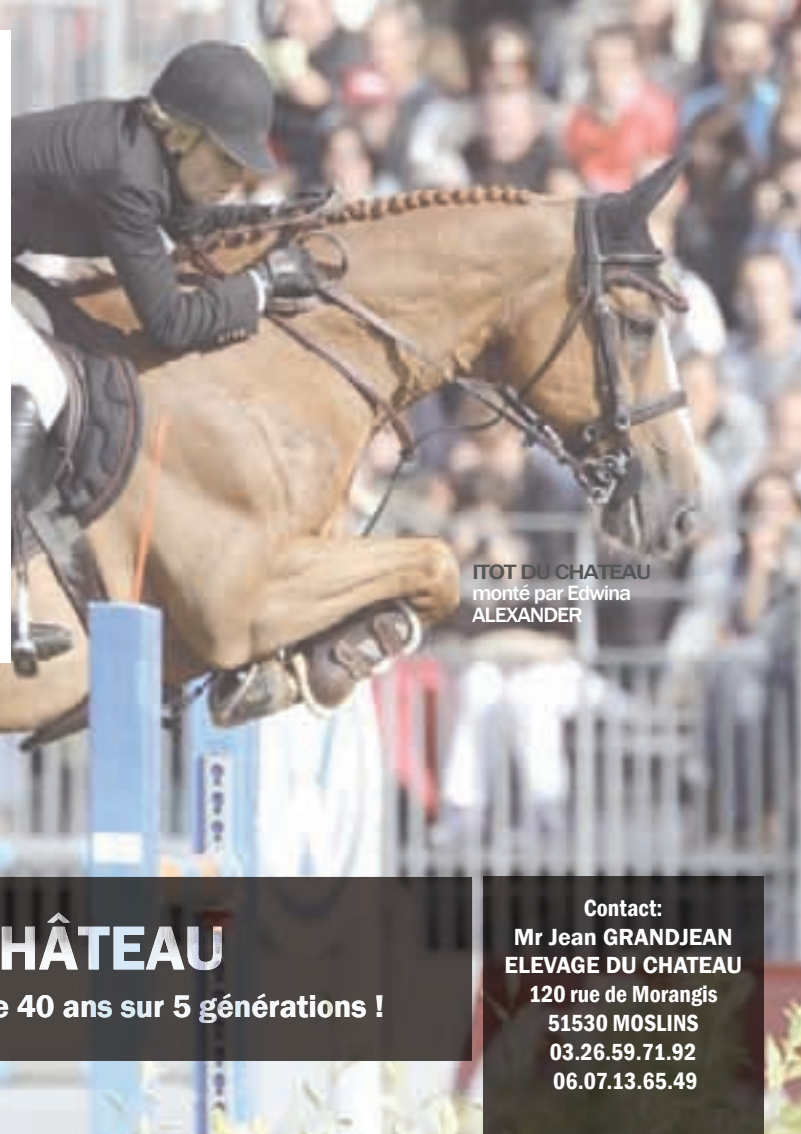 ITOT DU CHATEAU
monté par Edwina
ALEXANDER
HÂTEAU
e 40 ans sur 5 générations !
Contact:
Mr Jean GRANDJEAN
ELEVAGE DU CHATEAU
120 rue de Morangis
51530 MOSLINS
03.26.59.71.92
06.07.13.65.49